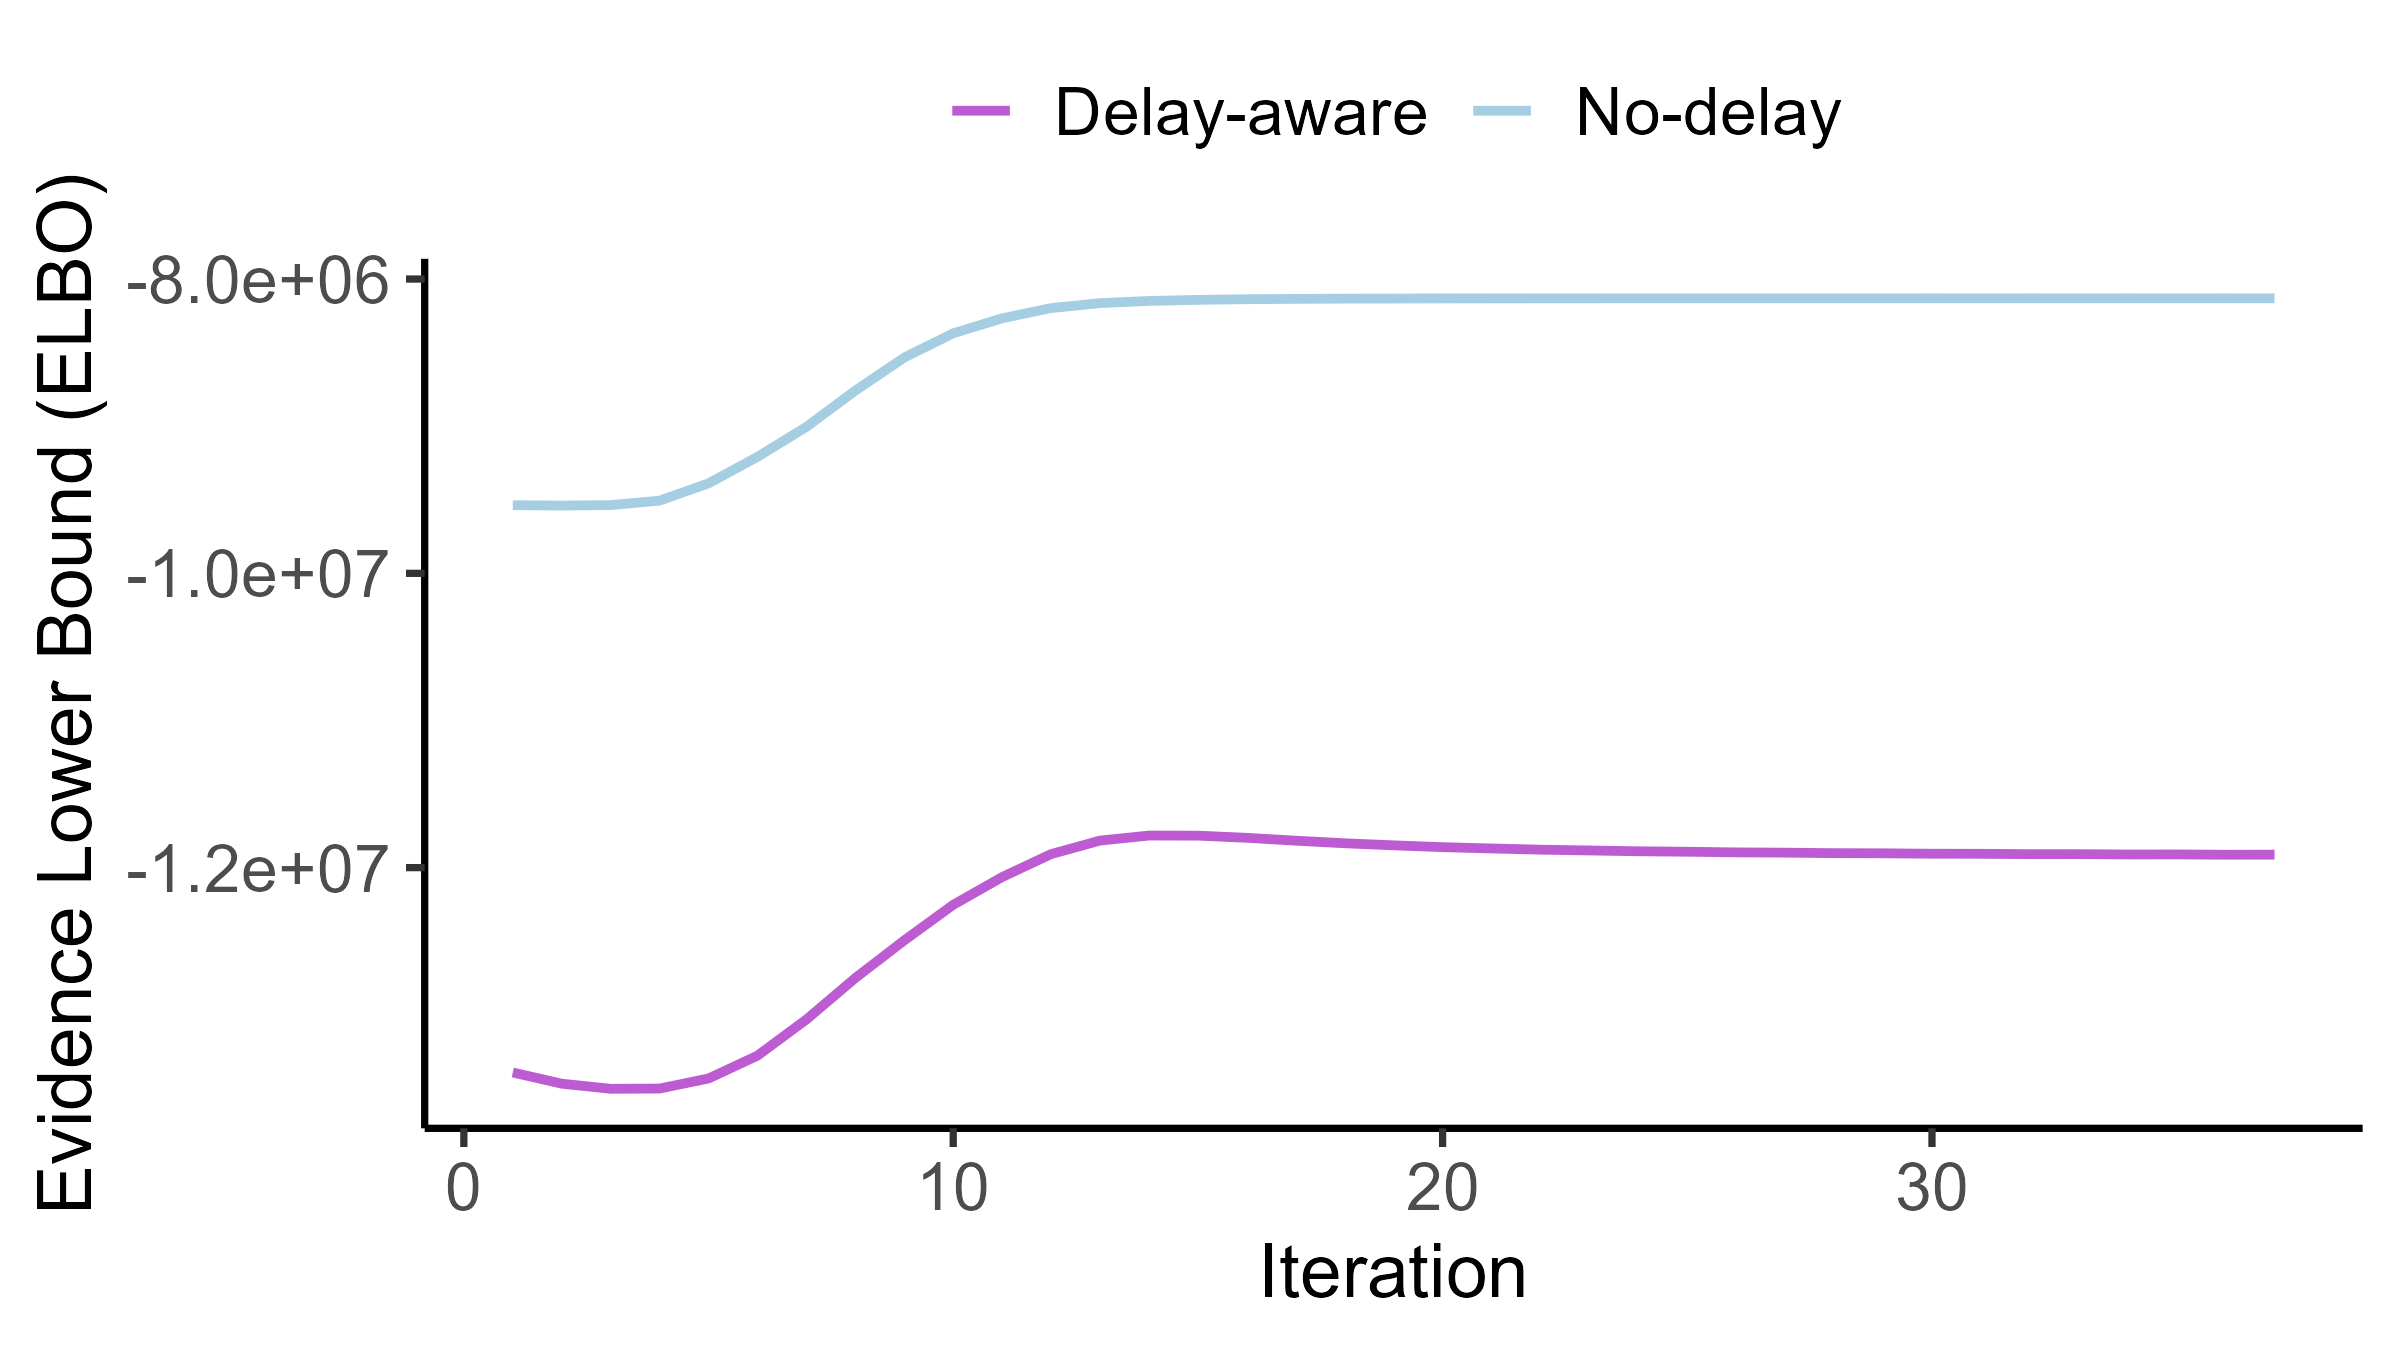 Delay-aware No-delay
Evidence Lower Bound (ELBO)
-8.0e+06
-1.0e+07
-1.2e+07
0 10 20 30
Iteration